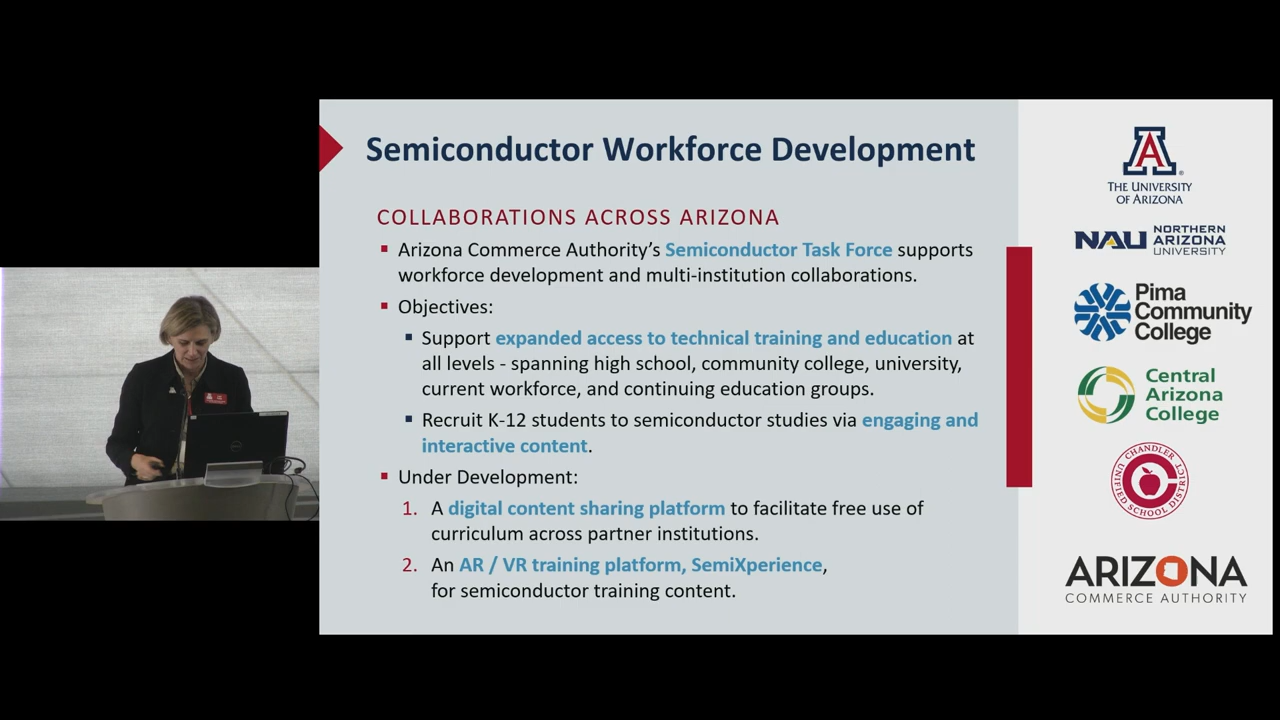 Semiconductor Workforce Development
COLLABORATIONS ACROSS ARIZONA
▪ Arizona Commerce Authority’s Semiconductor Task Force supports
workforce development and multi-institution collaborations.
▪ Objectives:
▪ Support expanded access to technical training and education at
all levels - spanning high school, community college, university,
current workforce, and continuing education groups.
▪ Recruit K-12 students to semiconductor studies via engaging and
interactive content.
▪ Under Development:
1. A digital content sharing platform to facilitate free use of
curriculum across partner institutions.
2. An AR / VR training platform, SemiXperience,
for semiconductor training content.
A
THE UNIVERSITY
OF ARIZONA
NAU NORTHERN
ARIZONA
UNIVERSITY
Pima
Community
College
Central
Arizona
College
CHANDLER
UNIFIED SCHOOL DISTRICT
ARIZONA
COMMERCE AUTHORITY